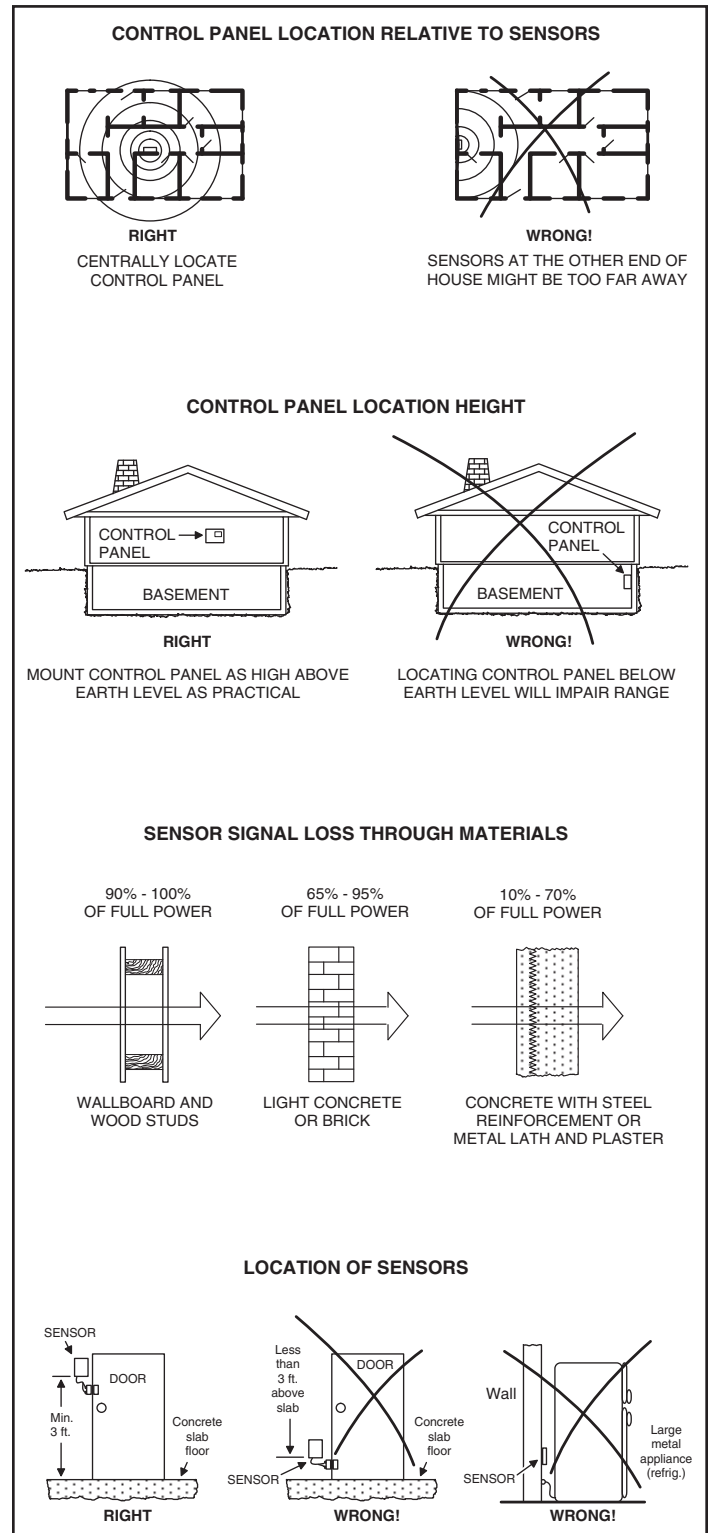 CONTROL PANEL LOCATION RELATIVE TO SENSORS
RIGHT
CENTRALLY LOCATE
CONTROL PANEL
WRONG!
SENSORS AT THE OTHER END OF
HOUSE MIGHT BE TOO FAR AWAY
CONTROL PANEL LOCATION HEIGHT
CONTROL
PANEL
BASEMENT
RIGHT
MOUNT CONTROL PANEL AS HIGH ABOVE
EARTH LEVEL AS PRACTICAL
CONTROL
PANEL
BASEMENT
WRONG!
LOCATING CONTROL PANEL BELOW
EARTH LEVEL WILL IMPAIR RANGE
SENSOR SIGNAL LOSS THROUGH MATERIALS
90% - 100%
OF FULL POWER
WALLBOARD AND
WOOD STUDS
65% - 95%
OF FULL POWER
LIGHT CONCRETE
OR BRICK
10% - 70%
OF FULL POWER
CONCRETE WITH STEEL
REINFORCEMENT OR
METAL LATH AND PLASTER
LOCATION OF SENSORS
SENSOR
DOOR
Min.
3 ft.
Concrete
slab
floor
RIGHT
Less
than
3 ft.
above
slab
DOOR
SENSOR
Concrete
slab
floor
WRONG!
Wall
SENSOR
Large
metal
appliance
(refrig.)
WRONG!